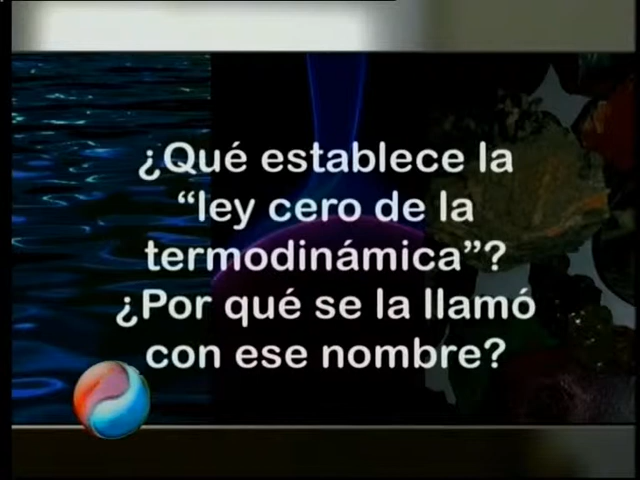 ¿Qué establece la
“ley cero de la
termodinámica”?
¿Por qué se la llamó
con ese nombre?